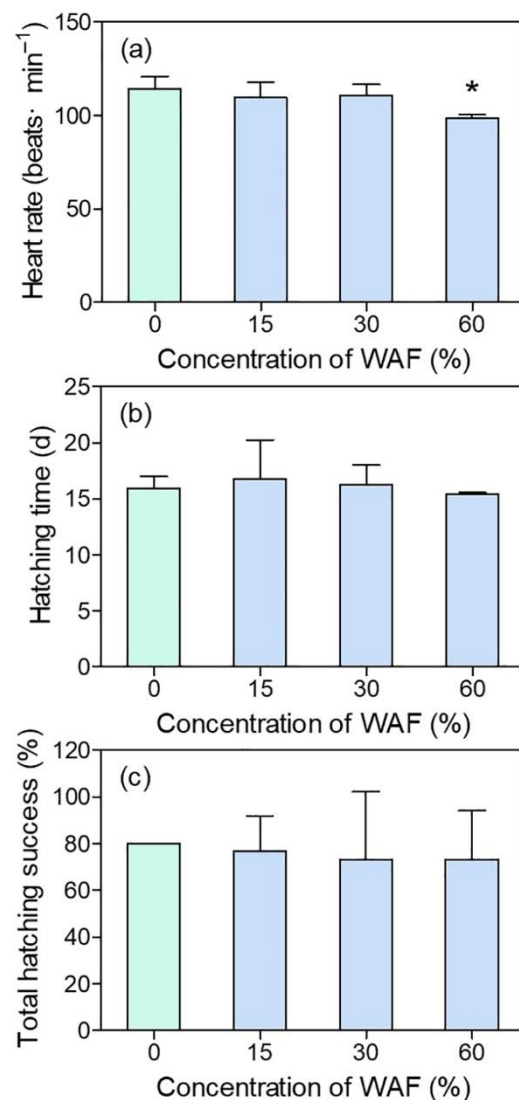 (a)
Heart rate (beats· min⁻¹)
150
100
50
0
*
0 15 30 60
Concentration of WAF (%)
(b)
Hatching time (d)
25
20
15
10
5
0
0 15 30 60
Concentration of WAF (%)
(c)
Total hatching success (%)
120
100
80
60
40
20
0
0 15 30 60
Concentration of WAF (%)